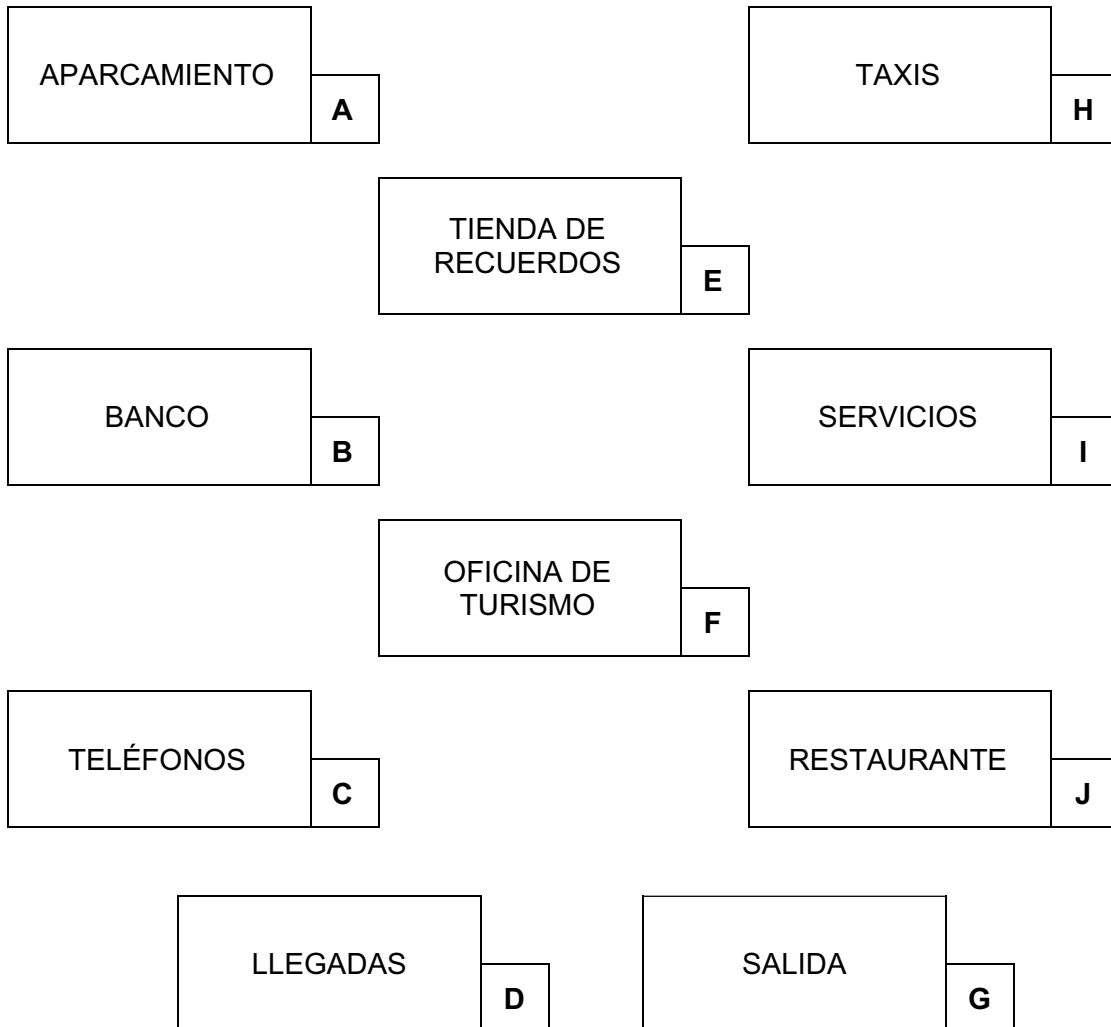 APARCAMIENTO
A
TAXIS
H
TIENDA DE
RECUERDOS
E
BANCO
B
SERVICIOS
I
OFICINA DE
TURISMO
F
TELÉFONOS
C
RESTAURANTE
J
LLEGADAS
D
SALIDA
G